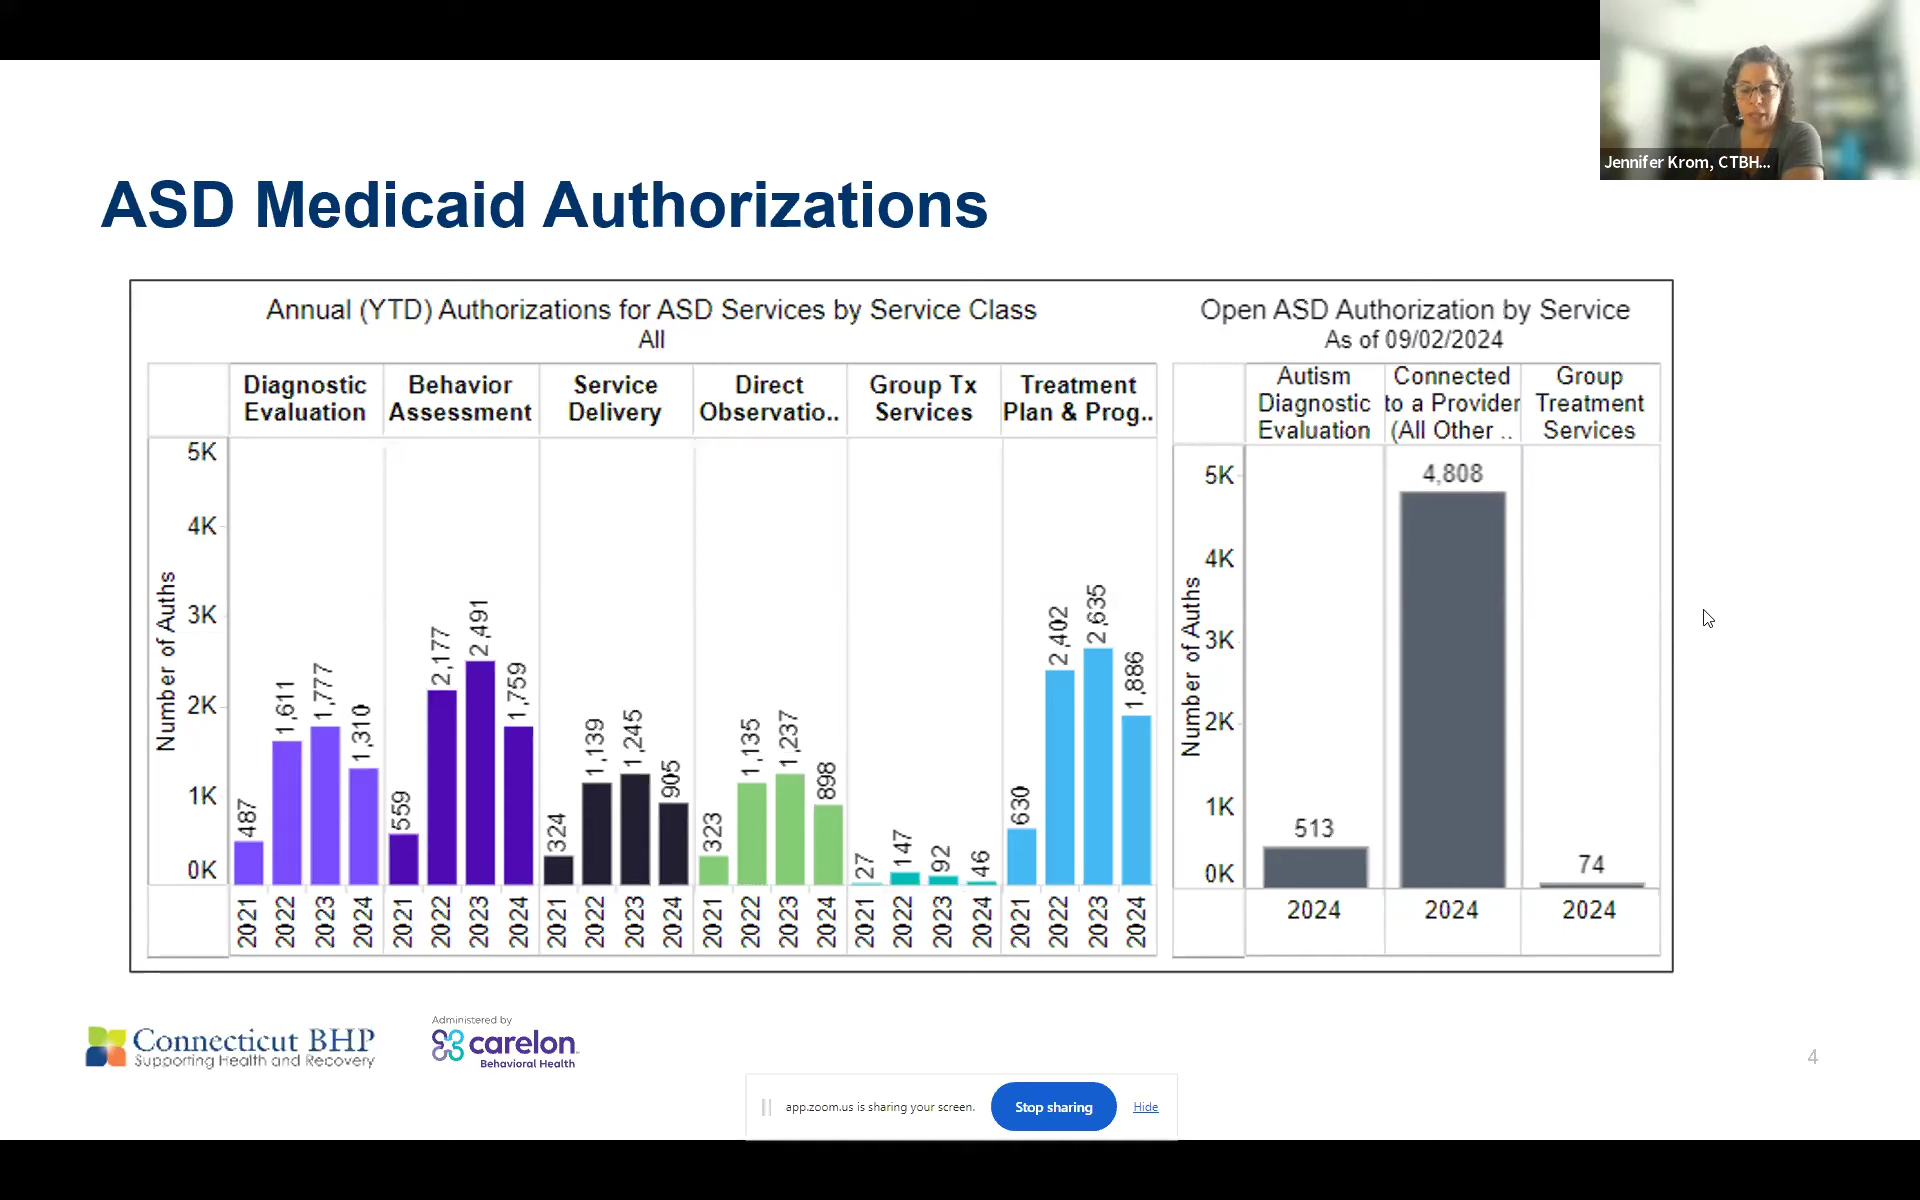 Jennifer Krom, CTBH...
ASD Medicaid Authorizations
Annual (YTD) Authorizations for ASD Services by Service Class
All
Diagnostic
Evaluation
Behavior
Assessment
Service
Delivery
Direct
Observatio..
Group Tx
Services
Treatment
Plan & Prog..
Number of Auths
5K
4K
3K
2K
1K
0K
487
1,611
1,777
1,310
559
2,177
2,491
1,759
324
1,139
1,245
905
323
1,135
1,237
898
27
147
92
46
630
2,402
2,635
1,886
2021
2022
2023
2024
2021
2022
2023
2024
2021
2022
2023
2024
2021
2022
2023
2024
2021
2022
2023
2024
2021
2022
2023
2024
Open ASD Authorization by Service
As of 09/02/2024
Autism
Diagnostic
Evaluation
Connected
to a Provider
(All Other ..
Group
Treatment
Services
Number of Auths
5K
4K
3K
2K
1K
0K
513
4,808
74
2024
2024
2024
Connecticut BHP
Supporting Health and Recovery
Administered by
carelon
Behavioral Health
4
app.zoom.us is sharing your screen.
Stop sharing
Hide